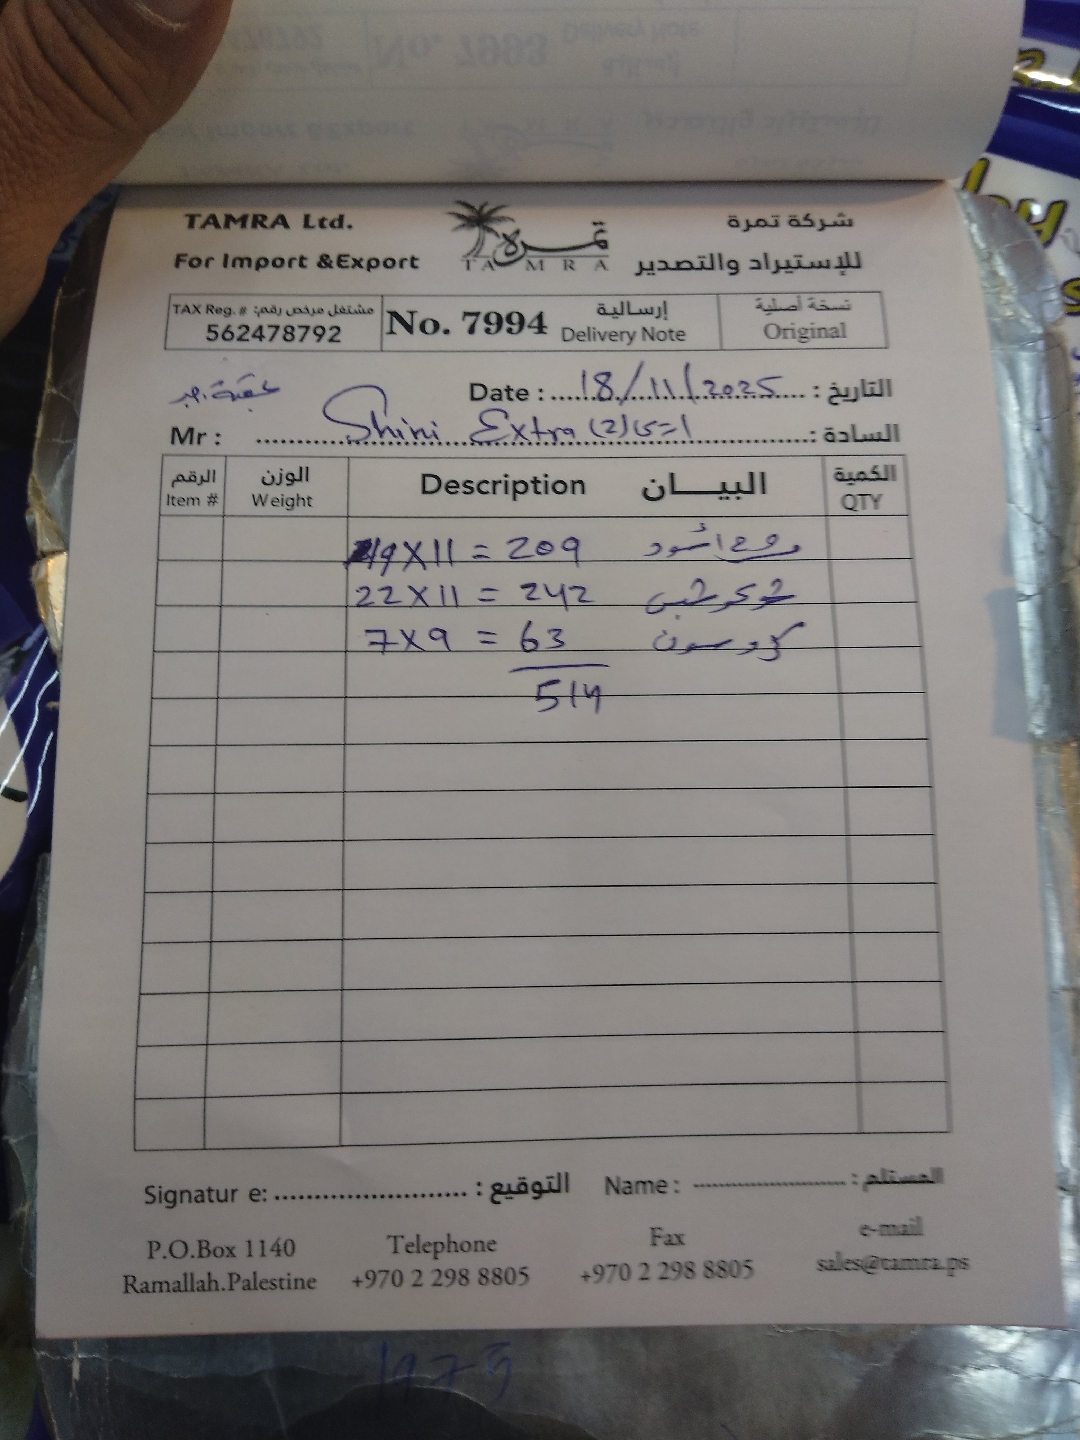 TAMRA Ltd.
شركة تمرة
For Import &Export
تمرة
TAMRA
للإستيراد والتصدير
TAX Reg. # مشتغل مرخص رقم:
562478792
No. 7994
إرسالية
Delivery Note
نسخة أصلية
Original
Date : 18/11/2025 التاريخ :
Mr : Shini Extra (2) السادة :
الرقم
Item #
الوزن
Weight
Description البيـــان
الكمية
QTY
19X11 = 209
22X11 = 242
7X9 = 63 كروسون
514
Signatur e: التوقيع :
Name : المستلم :
P.O.Box 1140
Ramallah.Palestine
Telephone
+970 2 298 8805
Fax
+970 2 298 8805
e-mail
sales@tamra.ps